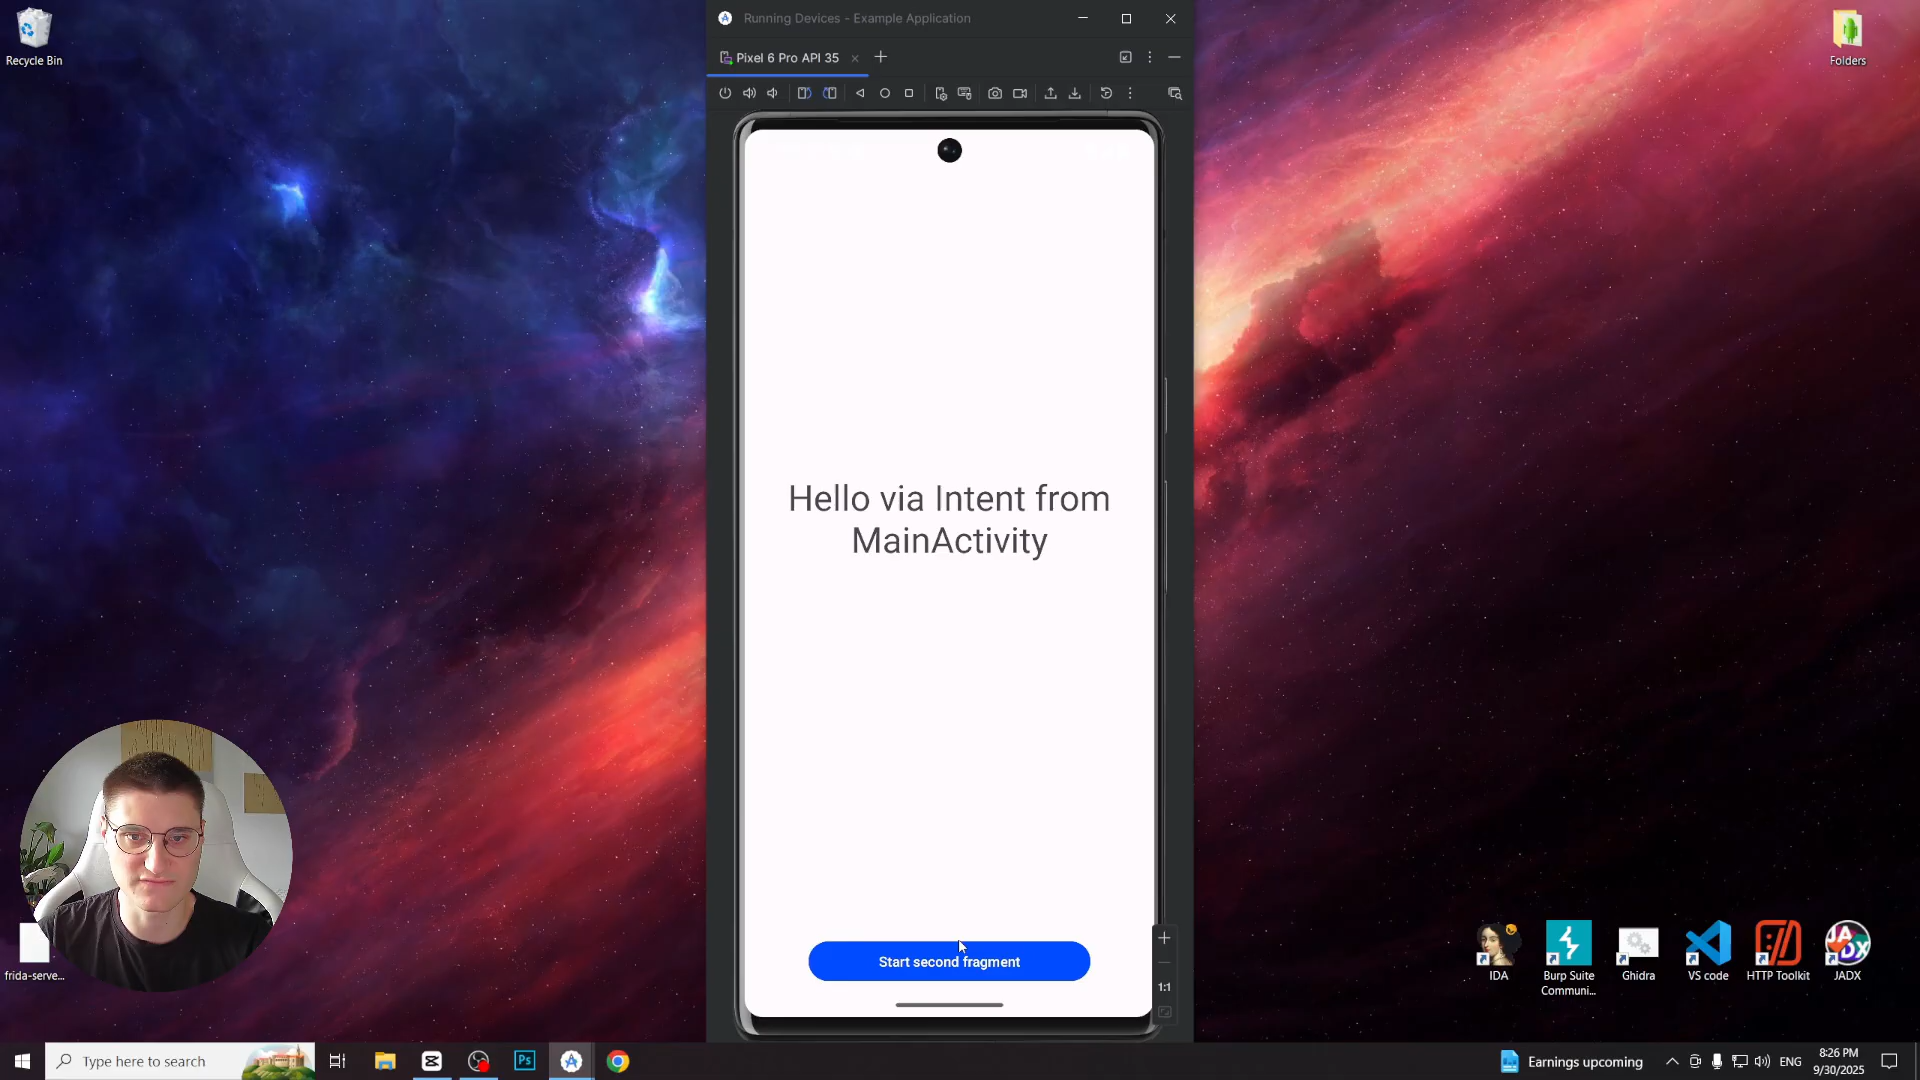 Running Devices - Example Application
Recycle Bin
Pixel 6 Pro API 35
Folders
Hello via Intent from
MainActivity
Start second fragment
1:1
frida-serve...
IDA
Burp Suite
Communi...
Ghidra
VS code
HTTP Toolkit
JADX
Type here to search
Ps
Earnings upcoming
ENG
8:26 PM
9/30/2025